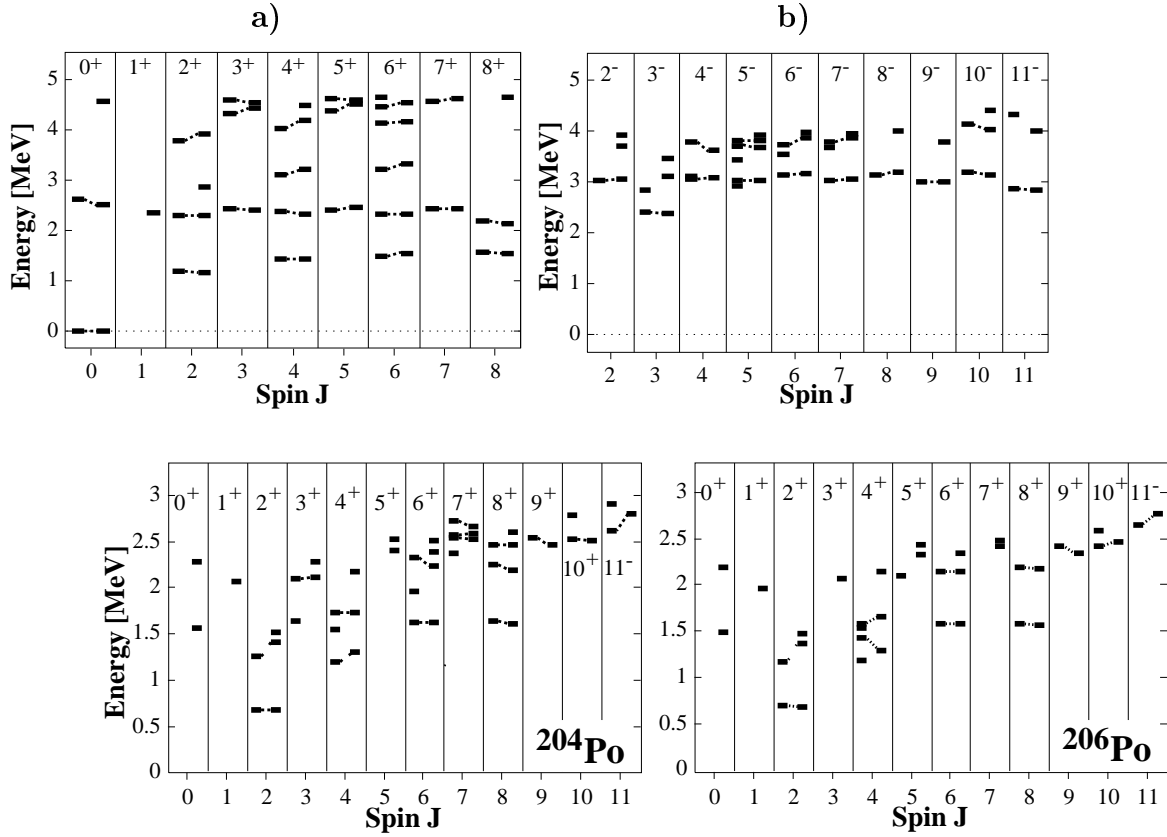 a)
b)
0+ 1+ 2+ 3+ 4+ 5+ 6+ 7+ 8+
5
4
3
2
1
0
Energy [MeV]
0 1 2 3 4 5 6 7 8
Spin J
2- 3- 4- 5- 6- 7- 8- 9- 10- 11-
5
4
3
2
1
0
Energy [MeV]
2 3 4 5 6 7 8 9 10 11
Spin J
0+ 1+ 2+ 3+ 4+ 5+ 6+ 7+ 8+ 9+
10+ 11-
3
2.5
2
1.5
1
0.5
0
Energy [MeV]
204Po
0 1 2 3 4 5 6 7 8 9 10 11
Spin J
0+ 1+ 2+ 3+ 4+ 5+ 6+ 7+ 8+ 9+ 10+ 11-
3
2.5
2
1.5
1
0.5
0
206Po
0 1 2 3 4 5 6 7 8 9 10 11
Spin J